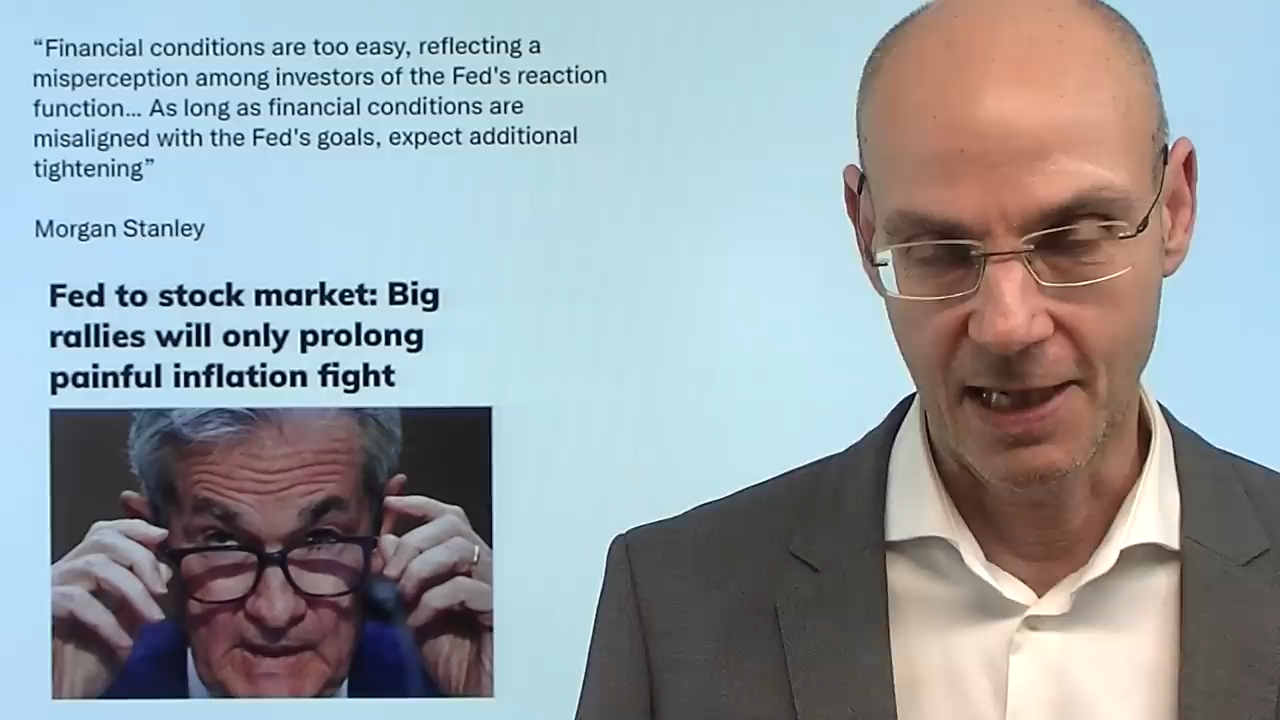 “Financial conditions are too easy, reflecting a
misperception among investors of the Fed's reaction
function... As long as financial conditions are
misaligned with the Fed's goals, expect additional
tightening”
Morgan Stanley
Fed to stock market: Big
rallies will only prolong
painful inflation fight